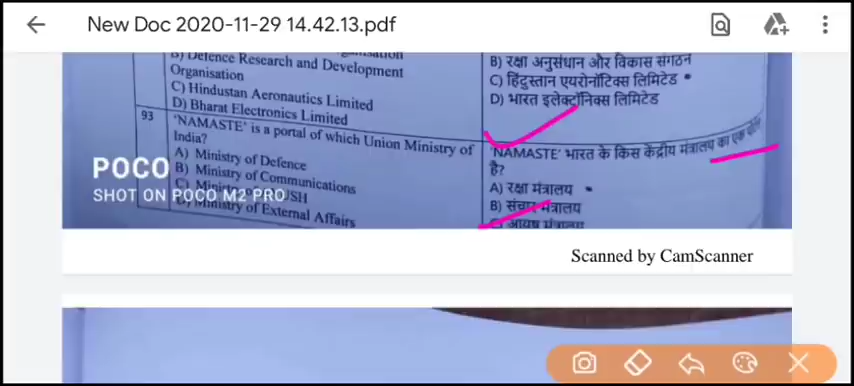 New Doc 2020-11-29 14.42.13.pdf
B) Defence Research and Development
Organisation
C) Hindustan Aeronautics Limited
D) Bharat Electronics Limited
B) रक्षा अनुसंधान और विकास संगठन
C) हिंदुस्तान एयरोनॉटिक्स लिमिटेड
D) भारत इलेक्ट्रॉनिक्स लिमिटेड
93 'NAMASTE' is a portal of which Union Ministry of
India?
A) Ministry of Defence
B) Ministry of Communications
C)
D) Ministry of External Affairs
'NAMASTE' भारत के किस केंद्रीय मंत्रालय का एक
है?
A) रक्षा मंत्रालय
B) संचार मंत्रालय
C) आयुष मंत्रालय
POCO
SHOT ON POCO M2 PRO
Scanned by CamScanner